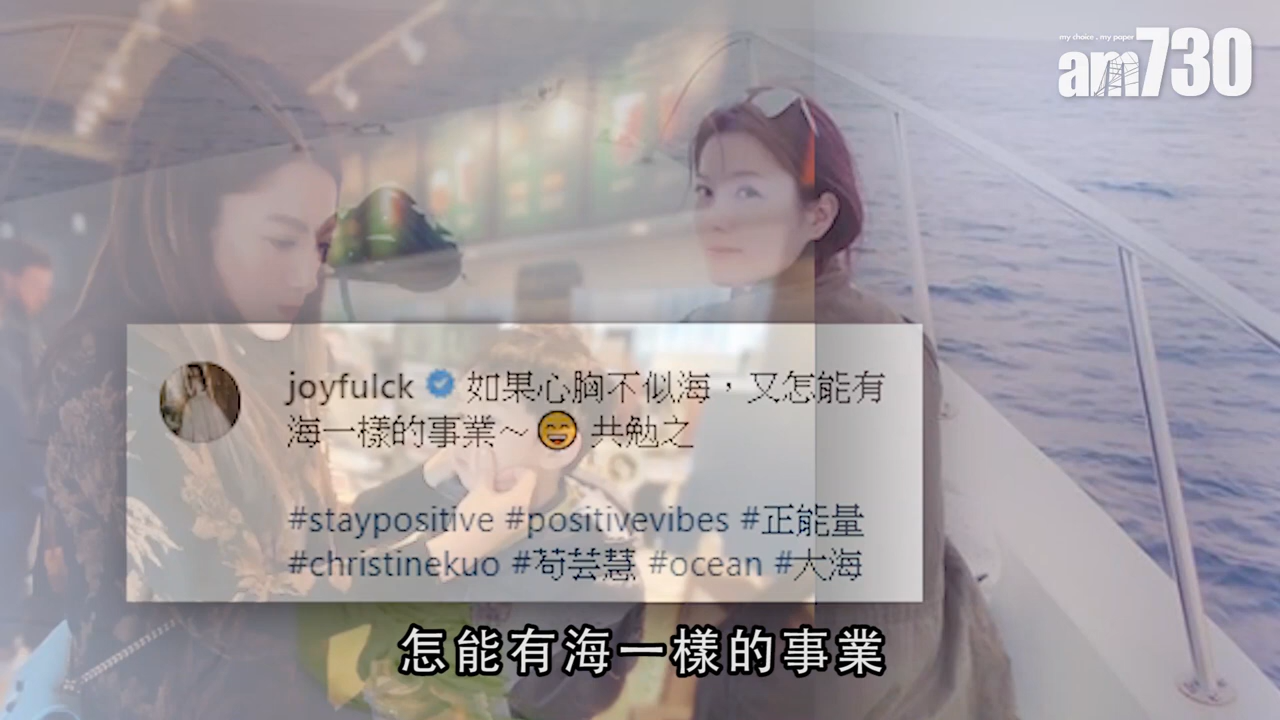 my choice . my paper
am730
joyfulck 如果心胸不似海，又怎能有
海一樣的事業～😄 共勉之
#staypositive #positivevibes #正能量
#christinekuo #苟芸慧 #ocean #大海
怎能有海一樣的事業